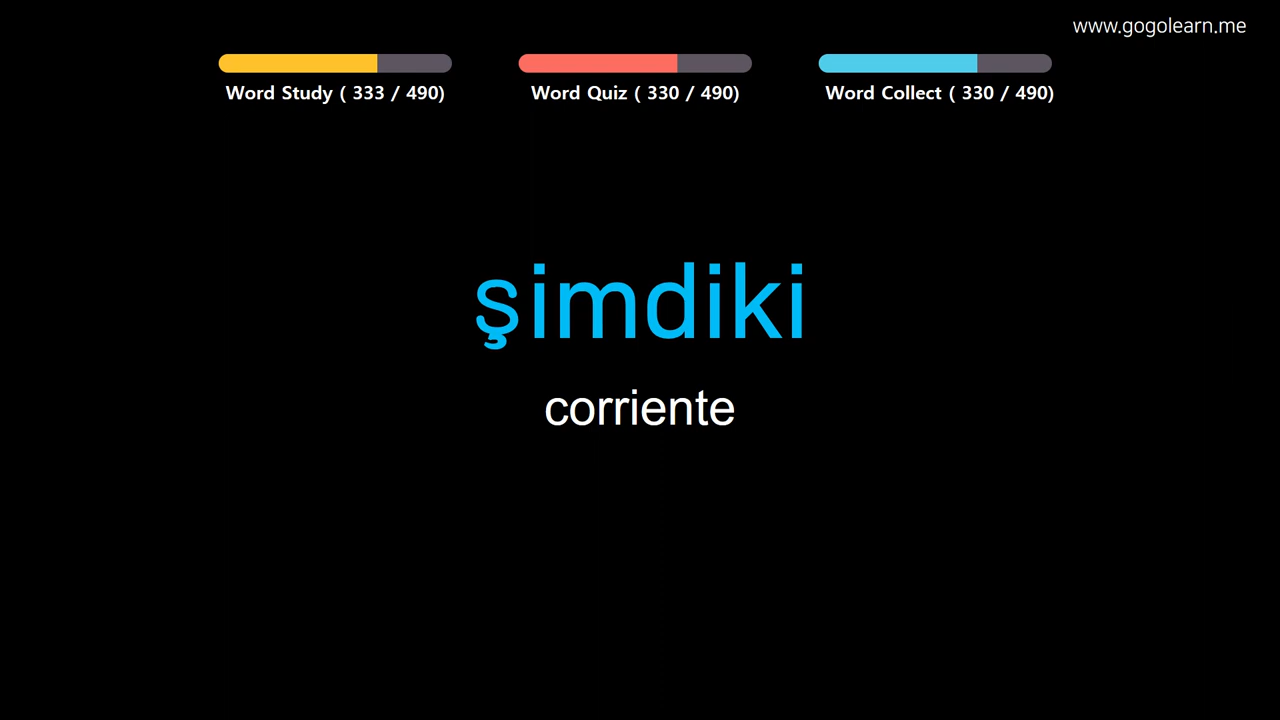 www.gogolearn.me
Word Study ( 333 / 490)
Word Quiz ( 330 / 490)
Word Collect ( 330 / 490)
şimdiki
corriente